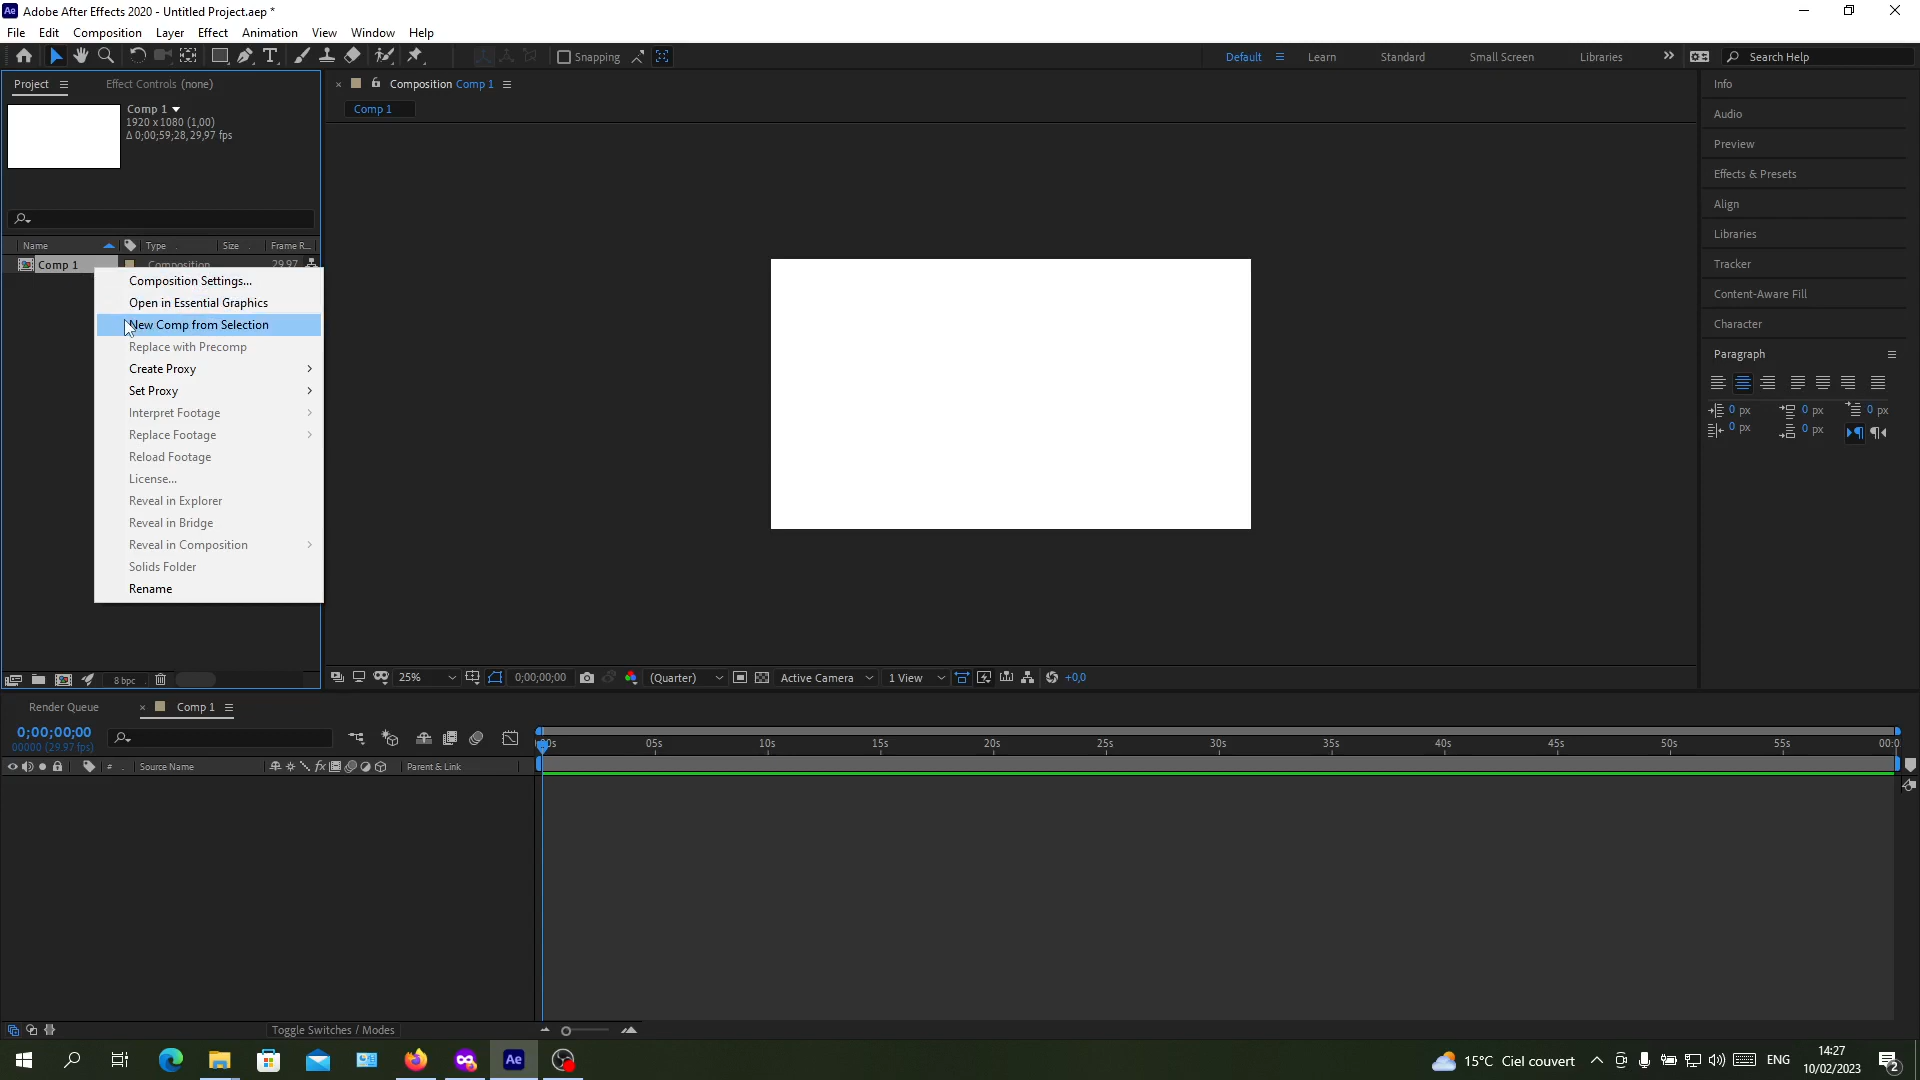 Ae Adobe After Effects 2020 - Untitled Project.aep *
File Edit Composition Layer Effect Animation View Window Help
Snapping
Default Learn Standard Small Screen Libraries Search Help
Project Effect Controls (none)
Comp 1
1920 x 1080 (1,00)
Δ 0;00;59;28, 29,97 fps
Composition Comp 1
Comp 1
Name Type Size Frame R...
Comp 1 Composition 29,97
Composition Settings...
Open in Essential Graphics
New Comp from Selection
Replace with Precomp
Create Proxy
Set Proxy
Interpret Footage
Replace Footage
Reload Footage
License...
Reveal in Explorer
Reveal in Bridge
Reveal in Composition
Solids Folder
Rename
Info
Audio
Preview
Effects & Presets
Align
Libraries
Tracker
Content-Aware Fill
Character
Paragraph
0 px 0 px 0 px
0 px 0 px
8 bpc
25% 0;00;00;00 (Quarter) Active Camera 1 View +0,0
Render Queue Comp 1
0;00;00;00
00000 (29.97 fps)
00s 05s 10s 15s 20s 25s 30s 35s 40s 45s 50s 55s 00:0
# Source Name fx Parent & Link
Toggle Switches / Modes
Ae 15°C Ciel couvert ENG 14:27
10/02/2023
2